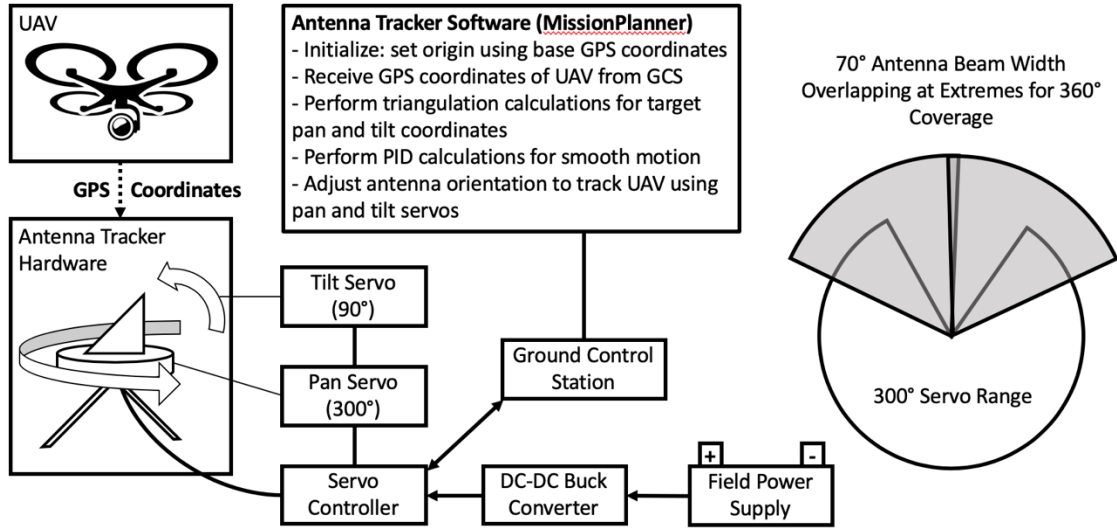 UAV
GPS Coordinates
Antenna Tracker
Hardware
Antenna Tracker Software (MissionPlanner)
- Initialize: set origin using base GPS coordinates
- Receive GPS coordinates of UAV from GCS
- Perform triangulation calculations for target
pan and tilt coordinates
- Perform PID calculations for smooth motion
- Adjust antenna orientation to track UAV using
pan and tilt servos
Tilt Servo
(90°)
Pan Servo
(300°)
Servo
Controller
Ground Control
Station
DC-DC Buck
Converter
+
-
Field Power
Supply
70° Antenna Beam Width
Overlapping at Extremes for 360°
Coverage
300° Servo Range